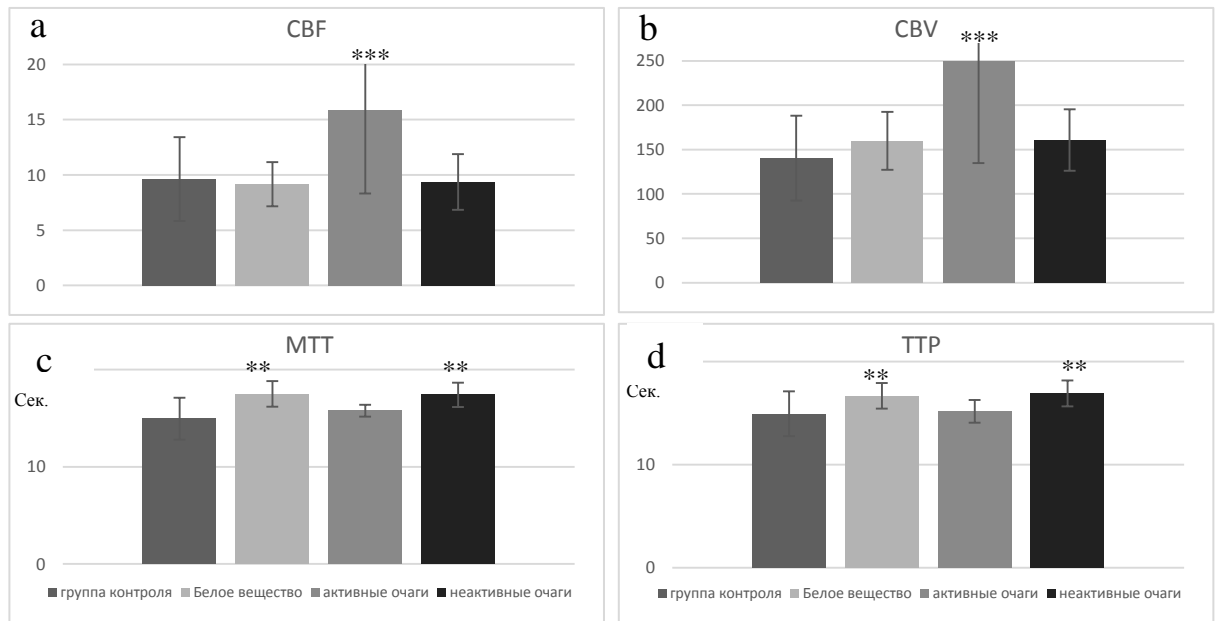 a
CBF
***
20
15
10
5
0
b
CBV
***
250
200
150
100
50
0
c
MTT
** **
Сек.
10
0
группа контроля Белое вещество активные очаги неактивные очаги
d
TTP
** **
Сек.
10
0
группа контроля Белое вещество активные очаги неактивные очаги